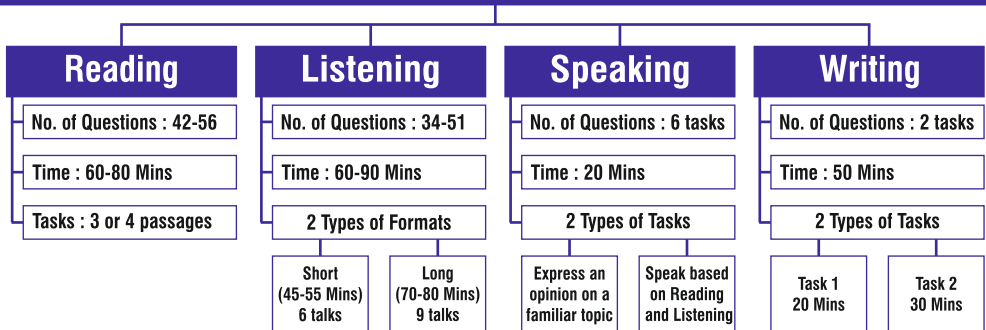 Reading
No. of Questions : 42-56
Time : 60-80 Mins
Tasks : 3 or 4 passages
Listening
No. of Questions : 34-51
Time : 60-90 Mins
2 Types of Formats
Short
(45-55 Mins)
6 talks
Long
(70-80 Mins)
9 talks
Speaking
No. of Questions : 6 tasks
Time : 20 Mins
2 Types of Tasks
Express an
opinion on a
familiar topic
Speak based
on Reading
and Listening
Writing
No. of Questions : 2 tasks
Time : 50 Mins
2 Types of Tasks
Task 1
20 Mins
Task 2
30 Mins